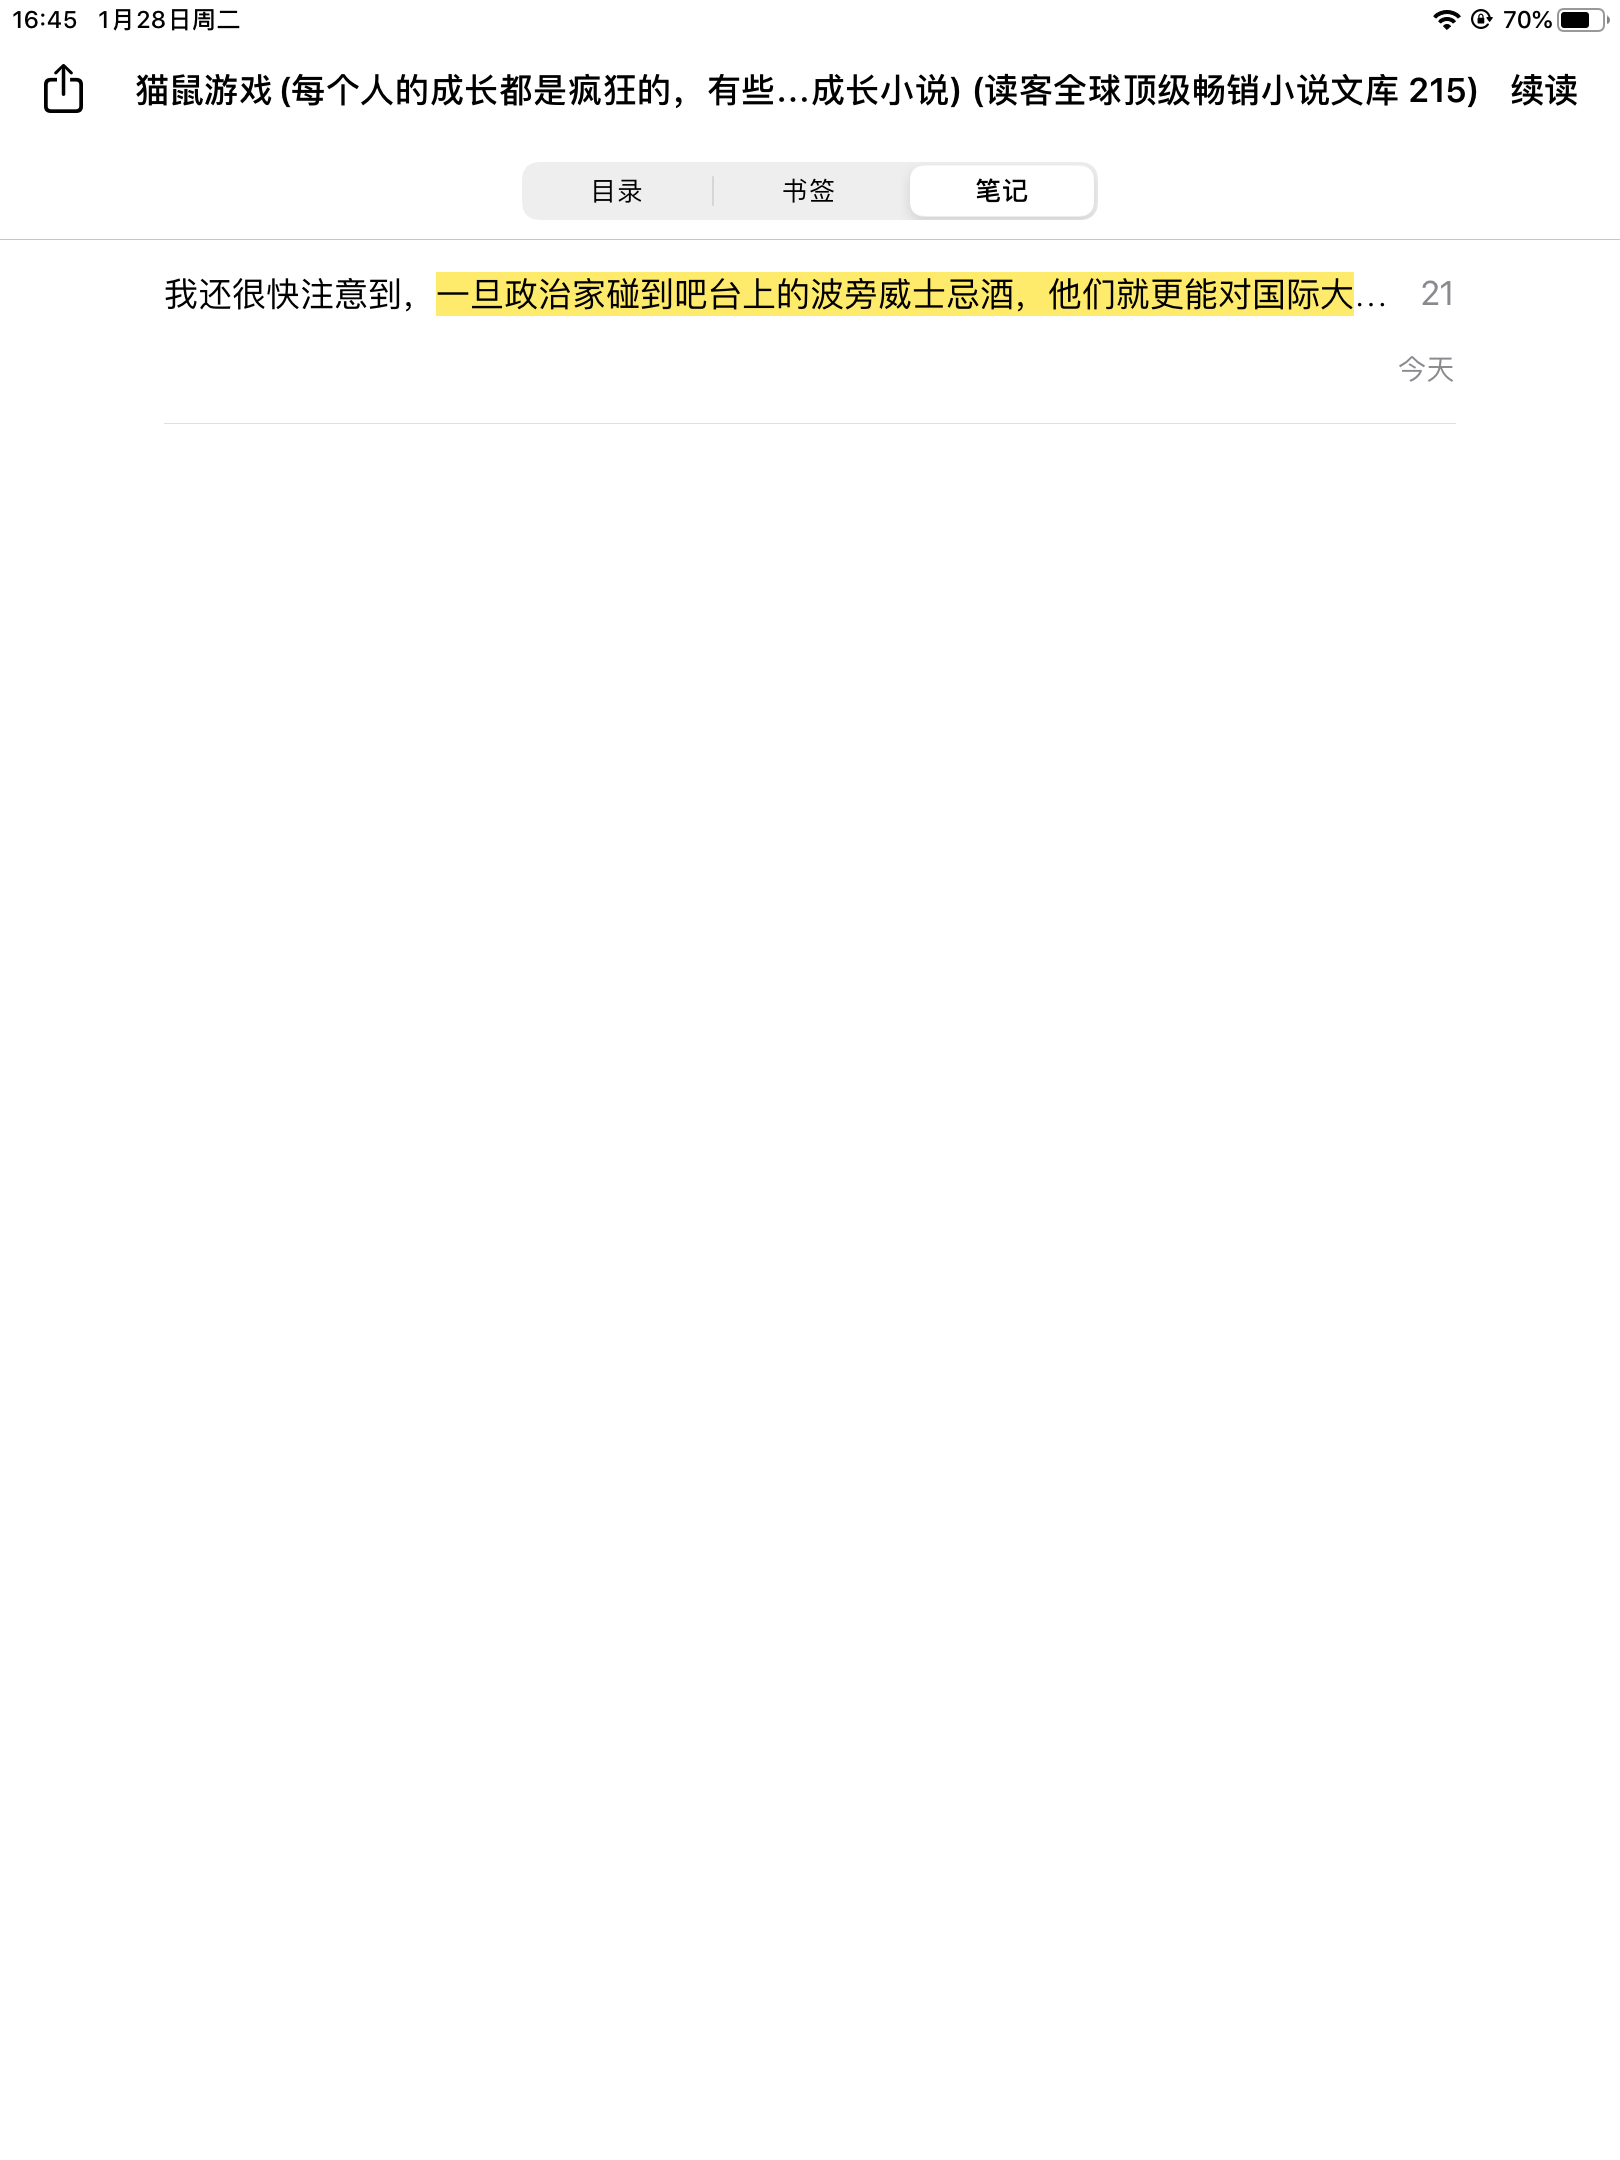 16:45 1月28日周二
70%
猫鼠游戏 (每个人的成长都是疯狂的，有些…成长小说) (读客全球顶级畅销小说文库 215)
续读
目录
书签
笔记
我还很快注意到，一旦政治家碰到吧台上的波旁威士忌酒，他们就更能对国际大…
21
今天